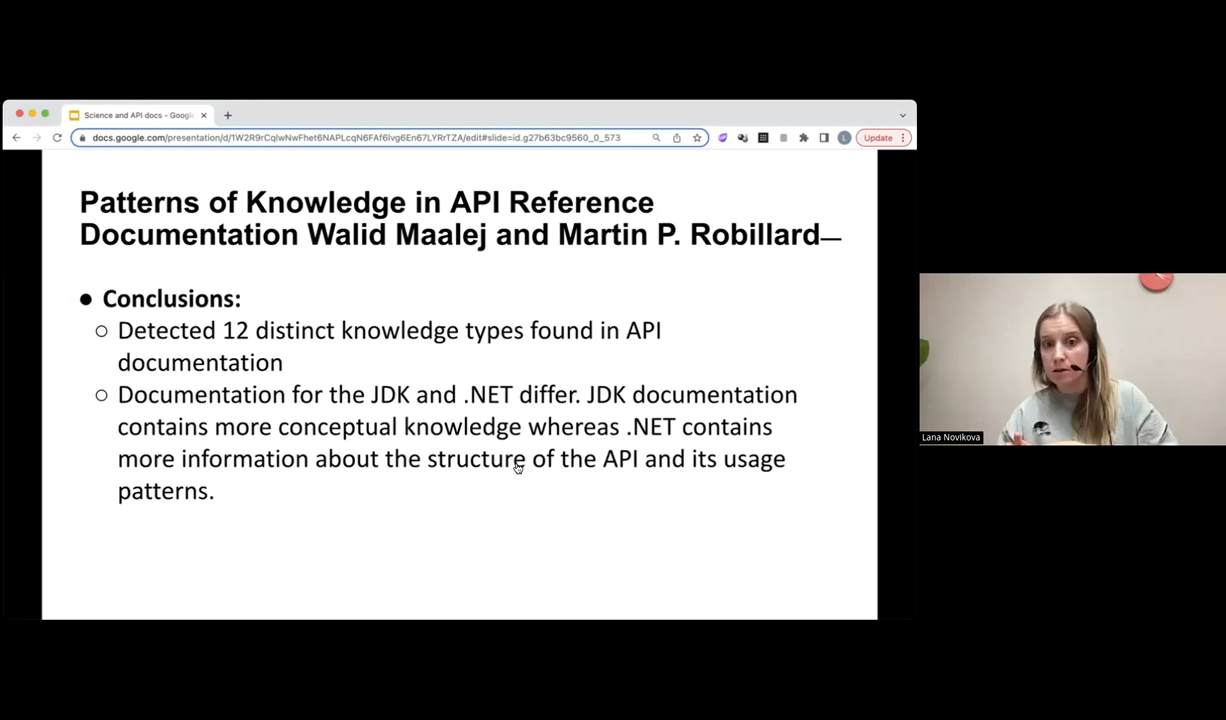 Science and API docs - Googl
docs.google.com/presentation/d/1W2R9rCqlwNwFhet6NAPLcqN6FAf6lvg6En67LYRrTZA/edit#slide=id.g27b63bc9560_0_573
L
Update
Patterns of Knowledge in API Reference
Documentation Walid Maalej and Martin P. Robillard—
● Conclusions:
○ Detected 12 distinct knowledge types found in API
documentation
○ Documentation for the JDK and .NET differ. JDK documentation
contains more conceptual knowledge whereas .NET contains
more information about the structure of the API and its usage
patterns.
Lana Novikova